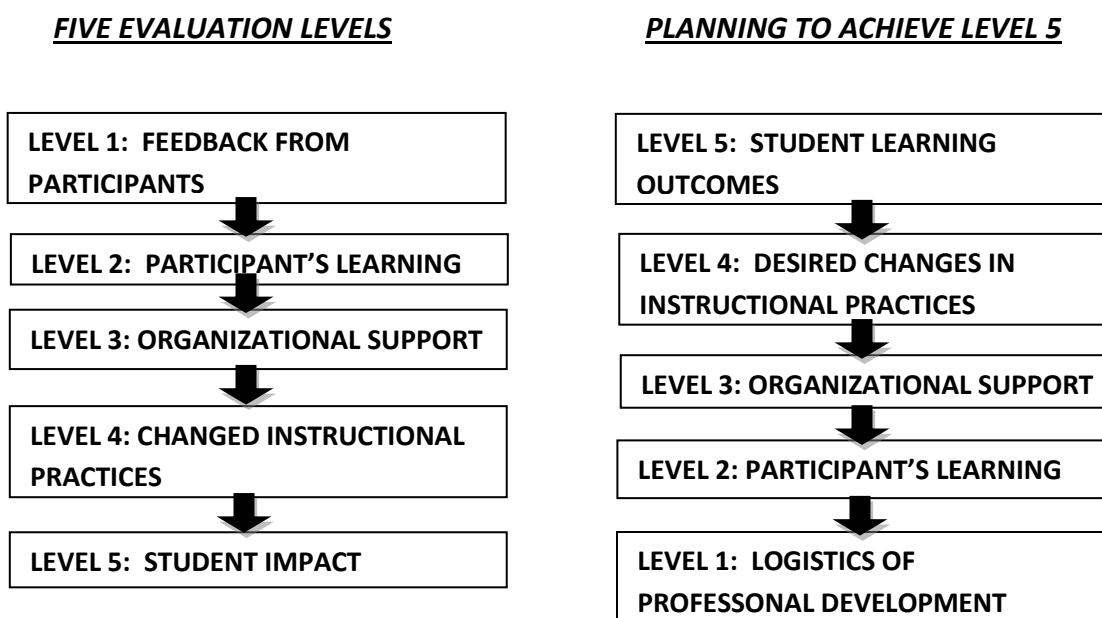 FIVE EVALUATION LEVELS
LEVEL 1:  FEEDBACK FROM
PARTICIPANTS
LEVEL 2:  PARTICIPANT’S LEARNING
LEVEL 3: ORGANIZATIONAL SUPPORT
LEVEL 4: CHANGED INSTRUCTIONAL
PRACTICES
LEVEL 5:  STUDENT IMPACT
PLANNING TO ACHIEVE LEVEL 5
LEVEL 5:  STUDENT LEARNING
OUTCOMES
LEVEL 4:  DESIRED CHANGES IN
INSTRUCTIONAL PRACTICES
LEVEL 3: ORGANIZATIONAL SUPPORT
LEVEL 2: PARTICIPANT’S LEARNING
LEVEL 1:  LOGISTICS OF
PROFESSONAL DEVELOPMENT